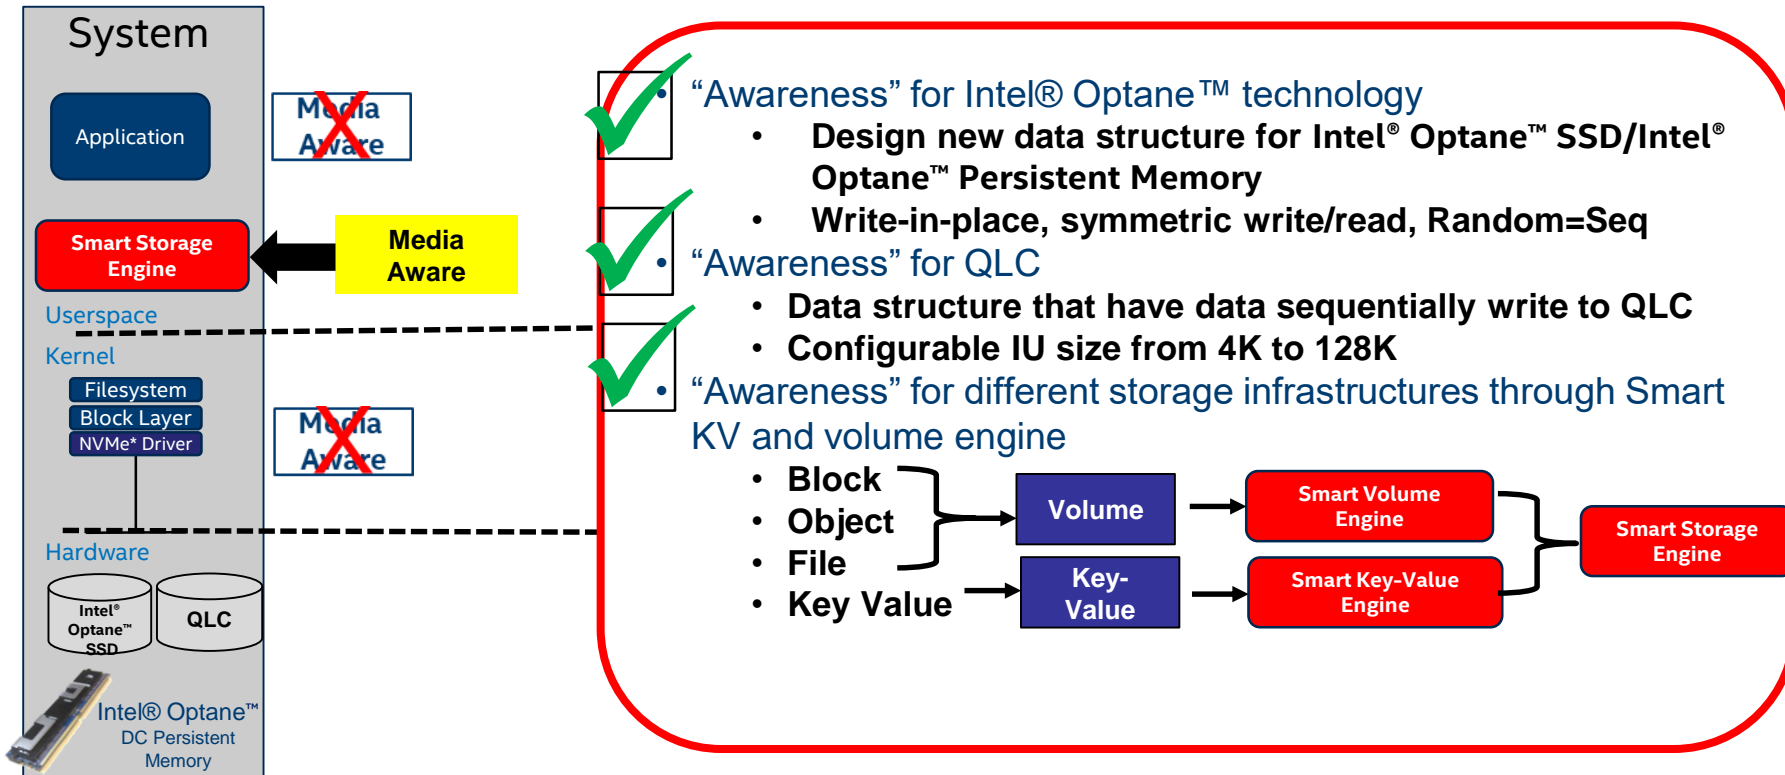 System
Application
Media
Aware
Smart Storage
Engine
Media
Aware
Userspace
Kernel
Filesystem
Block Layer
NVMe* Driver
Media
Aware
Hardware
Intel®
Optane™
SSD
QLC
Intel® Optane™
DC Persistent
Memory
• “Awareness” for Intel® Optane™ technology
• Design new data structure for Intel® Optane™ SSD/Intel®
Optane™ Persistent Memory
• Write-in-place, symmetric write/read, Random=Seq
• “Awareness” for QLC
• Data structure that have data sequentially write to QLC
• Configurable IU size from 4K to 128K
• “Awareness” for different storage infrastructures through Smart
KV and volume engine
• Block
• Object
• File
• Key Value
Volume
Key-
Value
Smart Volume
Engine
Smart Key-Value
Engine
Smart Storage
Engine